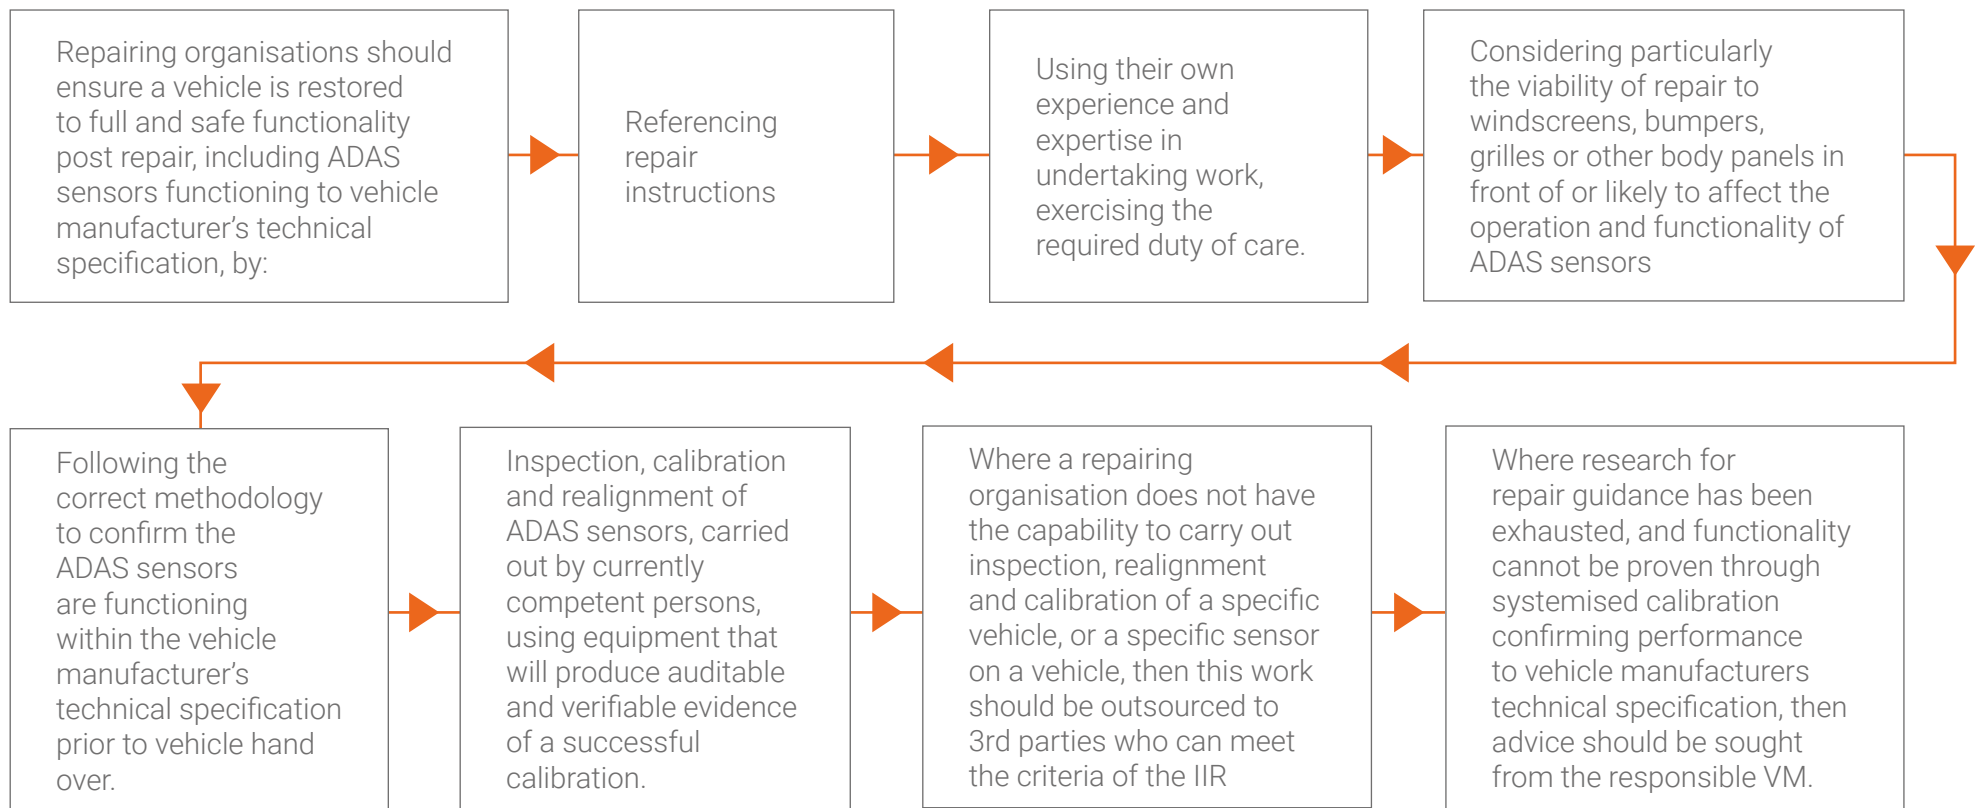 Repairing organisations should
ensure a vehicle is restored
to full and safe functionality
post repair, including ADAS
sensors functioning to vehicle
manufacturer’s technical
specification, by:
Referencing
repair
instructions
Using their own
experience and
expertise in
undertaking work,
exercising the
required duty of care.
Considering particularly
the viability of repair to
windscreens, bumpers,
grilles or other body panels in
front of or likely to affect the
operation and functionality of
ADAS sensors
Following the
correct methodology
to confirm the
ADAS sensors
are functioning
within the vehicle
manufacturer’s
technical specification
prior to vehicle hand
over.
Inspection, calibration
and realignment of
ADAS sensors, carried
out by currently
competent persons,
using equipment that
will produce auditable
and verifiable evidence
of a successful
calibration.
Where a repairing
organisation does not have
the capability to carry out
inspection, realignment
and calibration of a specific
vehicle, or a specific sensor
on a vehicle, then this work
should be outsourced to
3rd parties who can meet
the criteria of the IIR
Where research for
repair guidance has been
exhausted, and functionality
cannot be proven through
systemised calibration
confirming performance
to vehicle manufacturers
technical specification, then
advice should be sought
from the responsible VM.